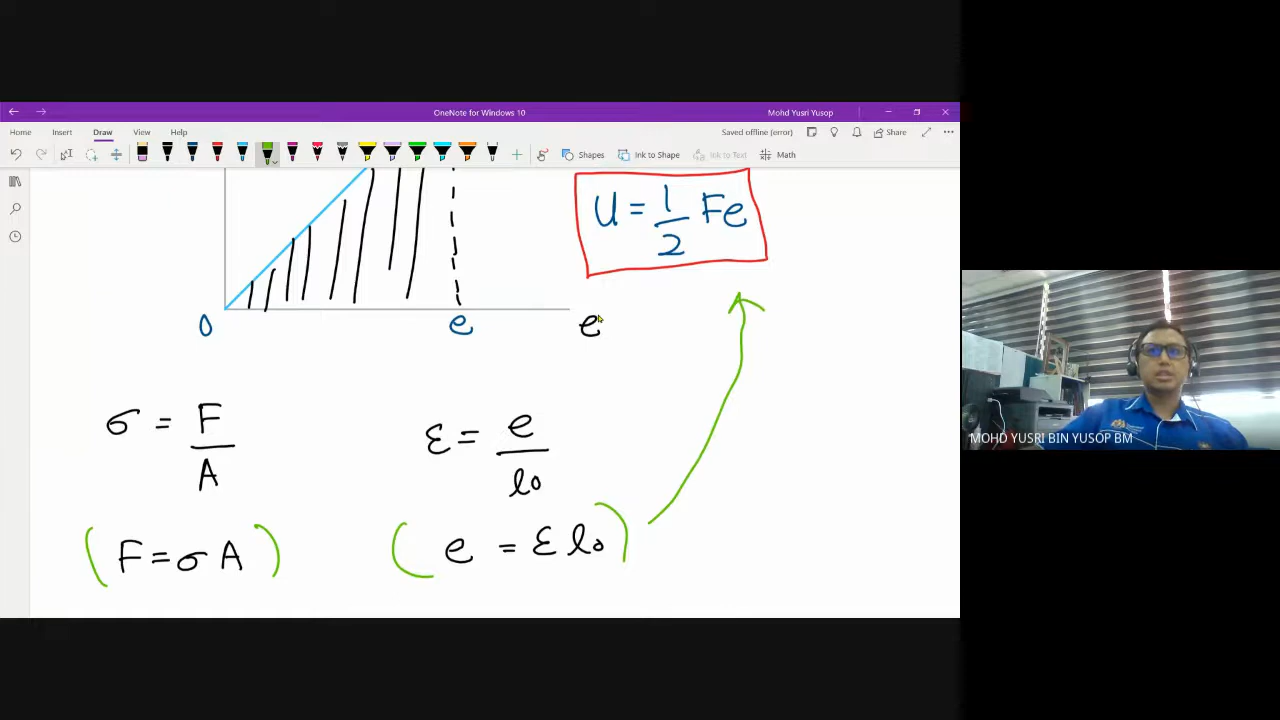 OneNote for Windows 10
Mohd Yusri Yusop
Home Insert Draw View Help
Saved offline (error)
Share
Shapes
Ink to Shape
Ink to Text
Math
U = 1/2 Fe
0
e
e
σ = F/A
ε = e/l₀
(F = σA)
(e = εl₀)
MOHD YUSRI BIN YUSOP BM